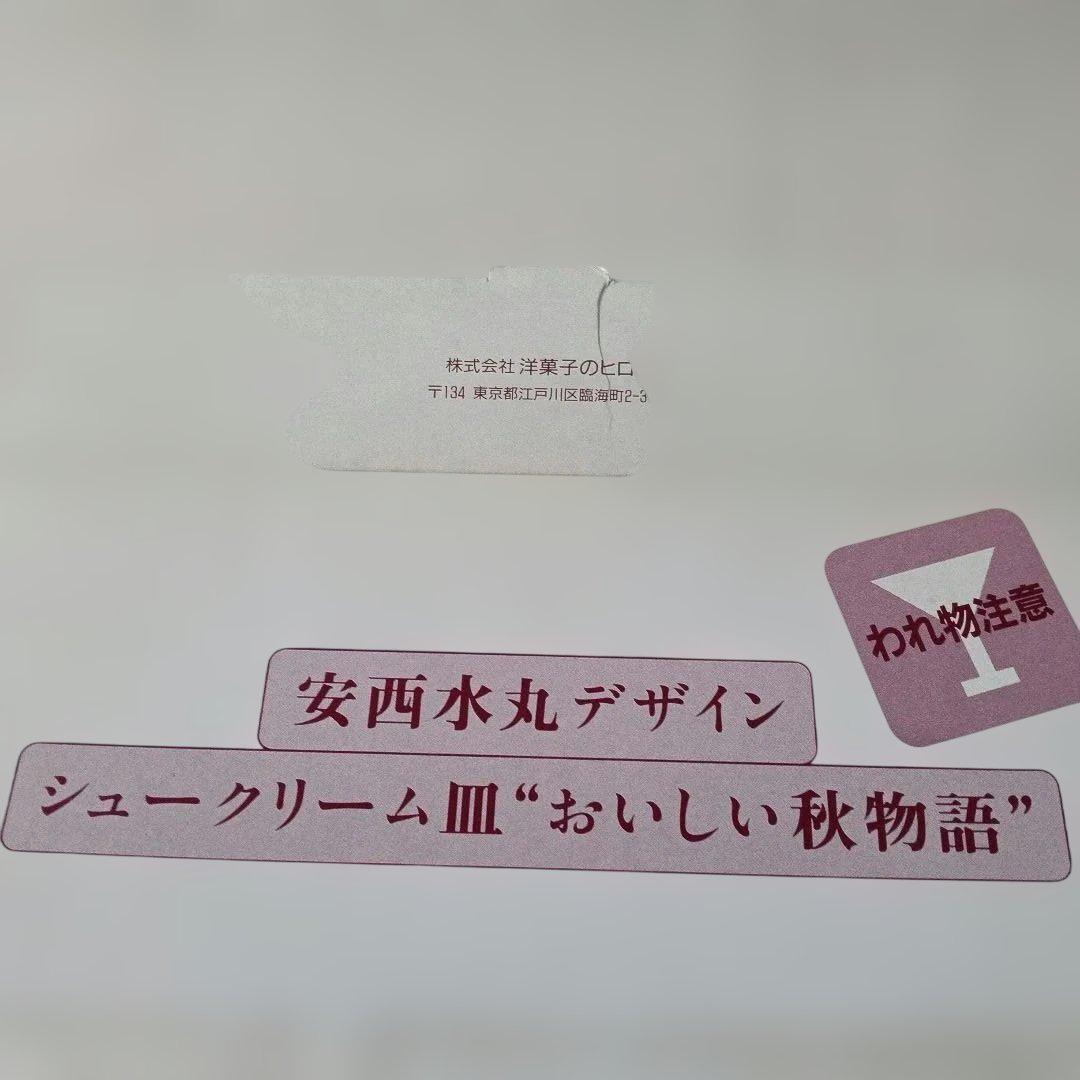 株式会社 洋菓子のヒロ
〒134 東京都江戸川区臨海町2-3
われ物注意
安西水丸デザイン
シュークリーム皿“おいしい秋物語”